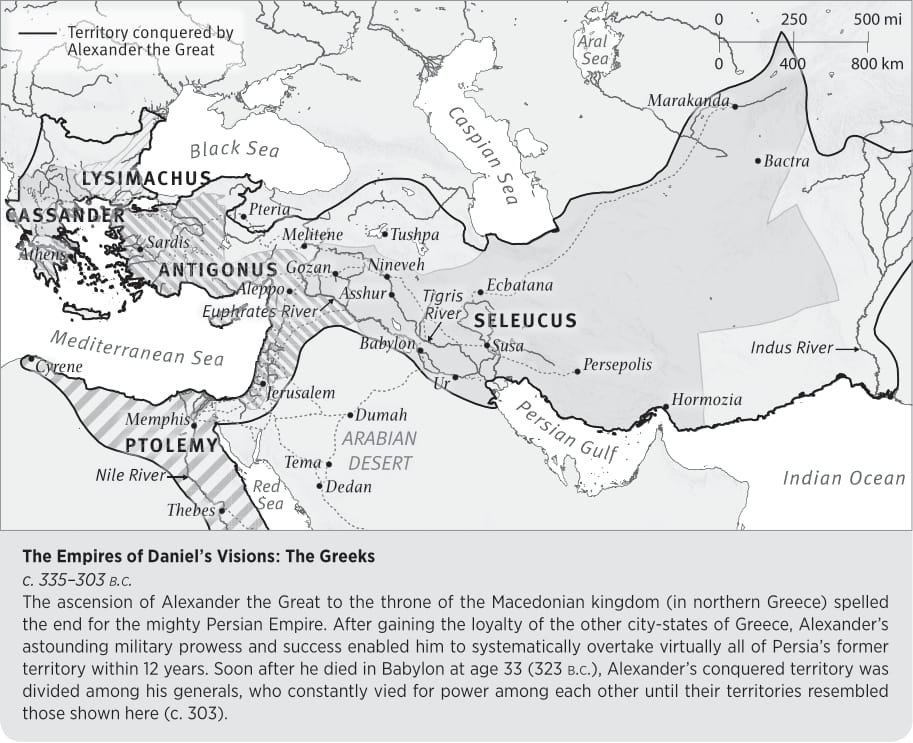 Territory conquered by
Alexander the Great
0 250 500 mi
0 400 800 km
Aral
Sea
Marakanda
Caspian Sea
Black Sea
Bactra
LYSIMACHUS
CASSANDER
Pteria
Athens
Sardis
Melitene
Tushpa
ANTIGONUS
Gozan
Nineveh
Aleppo
Asshur
Ecbatana
Euphrates River
Tigris
River
SELEUCUS
Mediterranean Sea
Babylon
Susa
Indus River
Cyrene
Persepolis
Ur
Jerusalem
Hormozia
Memphis
Dumah
Persian Gulf
PTOLEMY
ARABIAN
DESERT
Nile River
Tema
Red
Sea
Dedan
Indian Ocean
Thebes
The Empires of Daniel’s Visions: The Greeks
c. 335–303 B.C.
The ascension of Alexander the Great to the throne of the Macedonian kingdom (in northern Greece) spelled
the end for the mighty Persian Empire. After gaining the loyalty of the other city-states of Greece, Alexander’s
astounding military prowess and success enabled him to systematically overtake virtually all of Persia’s former
territory within 12 years. Soon after he died in Babylon at age 33 (323 B.C.), Alexander’s conquered territory was
divided among his generals, who constantly vied for power among each other until their territories resembled
those shown here (c. 303).